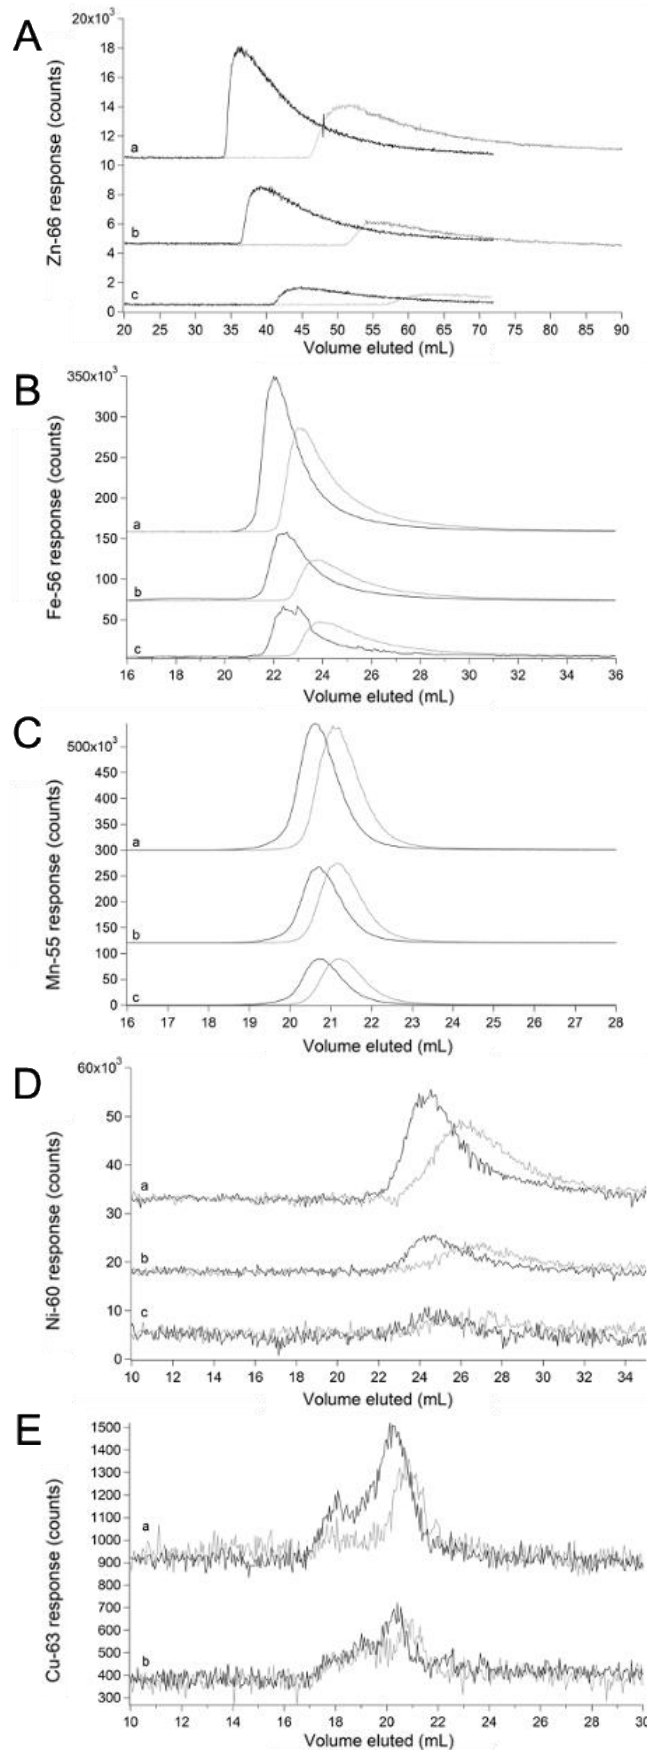 A
20x10³
18
16
14
12
10
8
6
4
2
0
Zn-66 response (counts)
a
b
c
20 25 30 35 40 45 50 55 60 65 70 75 80 85 90
Volume eluted (mL)
B
350x10³
300
250
200
150
100
50
Fe-56 response (counts)
a
b
c
16 18 20 22 24 26 28 30 32 34 36
Volume eluted (mL)
C
500x10³
450
400
350
300
250
200
150
100
50
0
Mn-55 response (counts)
a
b
c
16 17 18 19 20 21 22 23 24 25 26 27 28
Volume eluted (mL)
D
60x10³
50
40
30
20
10
0
Ni-60 response (counts)
a
b
c
10 12 14 16 18 20 22 24 26 28 30 32 34
Volume eluted (mL)
E
1500
1400
1300
1200
1100
1000
900
800
700
600
500
400
300
Cu-63 response (counts)
a
b
10 12 14 16 18 20 22 24 26 28 30
Volume eluted (mL)